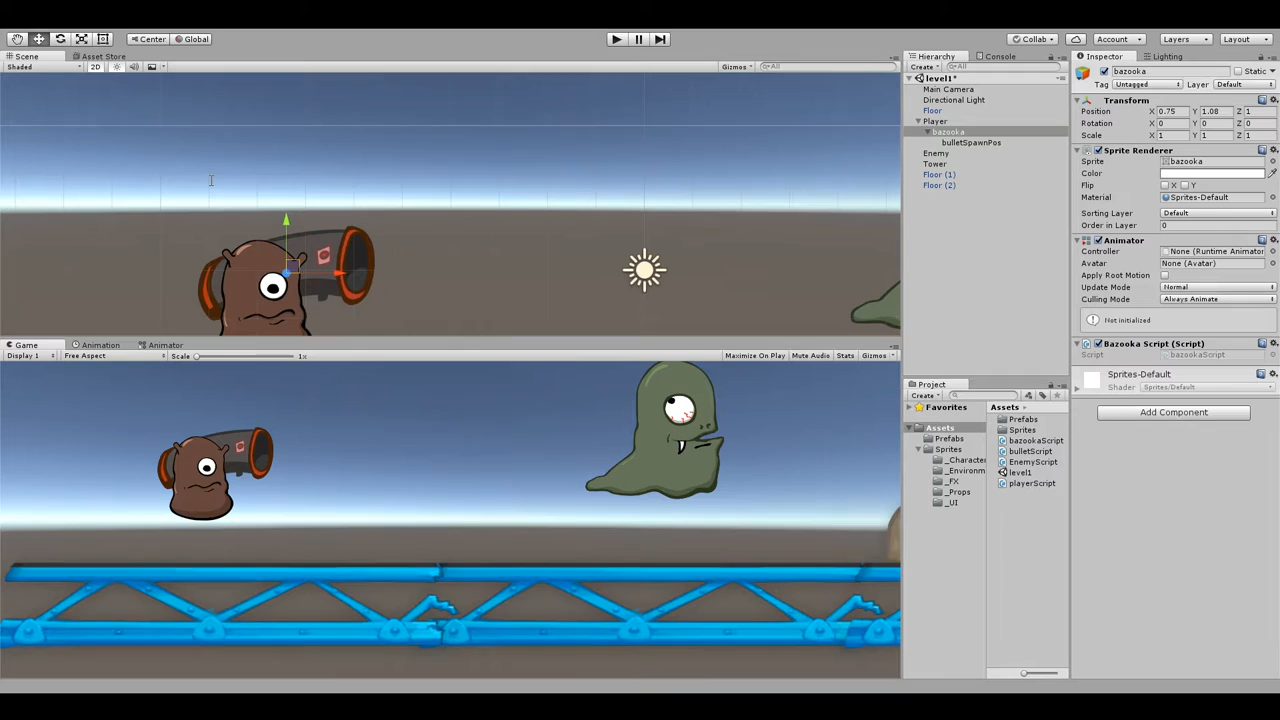 Center Global Collab Account Layers Layout
Scene Asset Store Hierarchy Console Inspector Lighting
Shaded 2D Gizmos All Create All bazooka Static
level1* Tag Untagged Layer Default
Main Camera
Directional Light Transform
Floor Position X 0.75 Y 1.08 Z 1
Player Rotation X 0 Y 0 Z 0
bazooka Scale X 1 Y 1 Z 1
bulletSpawnPos Sprite Renderer
Enemy Sprite bazooka
Tower Color
Floor (1) Flip X Y
Floor (2) Material Sprites-Default
Sorting Layer Default
Order in Layer 0
Animator
Controller None (Runtime Animator
Avatar None (Avatar)
Apply Root Motion
Update Mode Normal
Culling Mode Always Animate
Not initialized
Game Animation Animator Bazooka Script (Script)
Display 1 Free Aspect Scale 1x Maximize On Play Mute Audio Stats Gizmos Script bazookaScript
Project Sprites-Default
Create Shader Sprites/Default
Favorites Assets
Assets Prefabs Add Component
Prefabs Sprites
Sprites bazookaScript
_Character bulletScript
_Environm EnemyScript
_FX level1
_Props playerScript
_UI